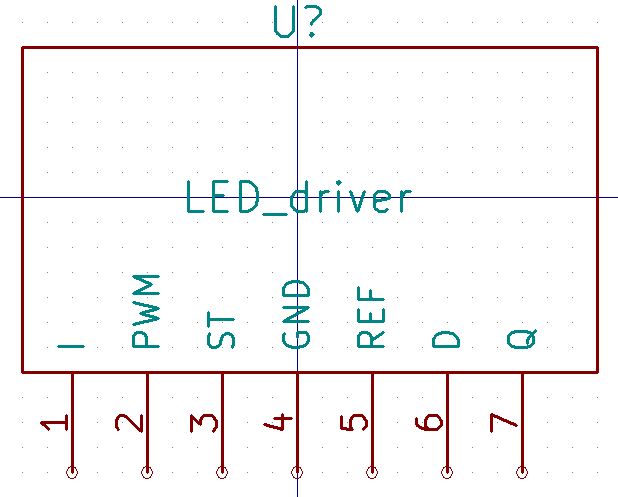 U?
LED_driver
I PWM ST GND REF D Q
1 2 3 4 5 6 7